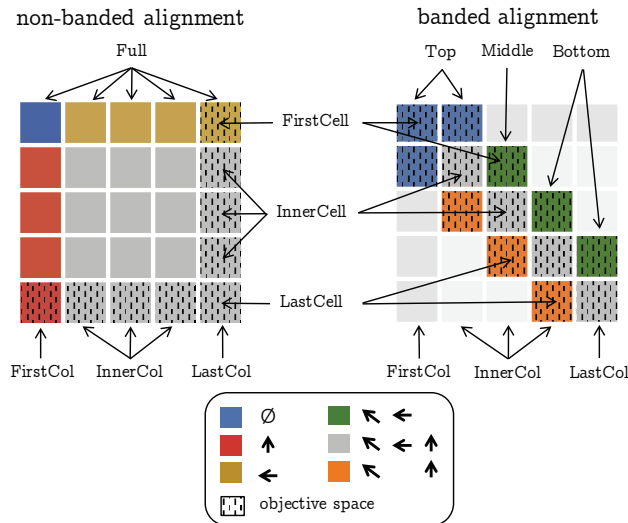 non-banded alignment
banded alignment
Full
Top
Middle
Bottom
FirstCell
InnerCell
LastCell
FirstCol
InnerCol
LastCol
FirstCol
InnerCol
LastCol
Ø
objective space